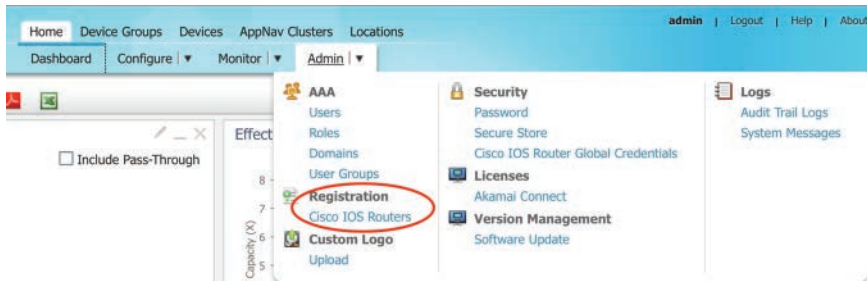 admin | Logout | Help | About
Home Device Groups Devices AppNav Clusters Locations
Dashboard Configure | ▼ Monitor | ▼ Admin | ▼
Include Pass-Through
Effect
8
7
6
5
Capacity (X)
AAA
Users
Roles
Domains
User Groups
Registration
Cisco IOS Routers
Custom Logo
Upload
Security
Password
Secure Store
Cisco IOS Router Global Credentials
Licenses
Akamai Connect
Version Management
Software Update
Logs
Audit Trail Logs
System Messages